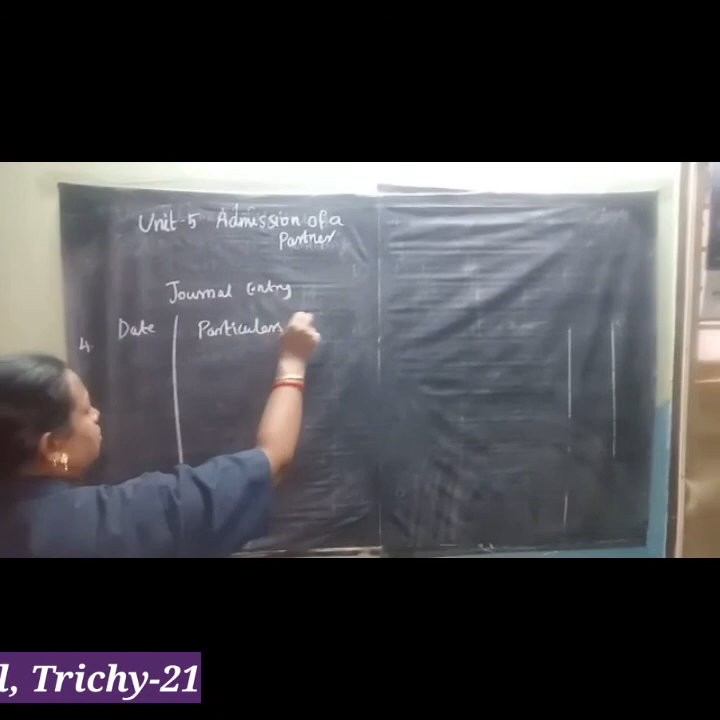 Unit-5 Admission of a
Partner
Journal Entry
4. Date Particulars
l, Trichy-21